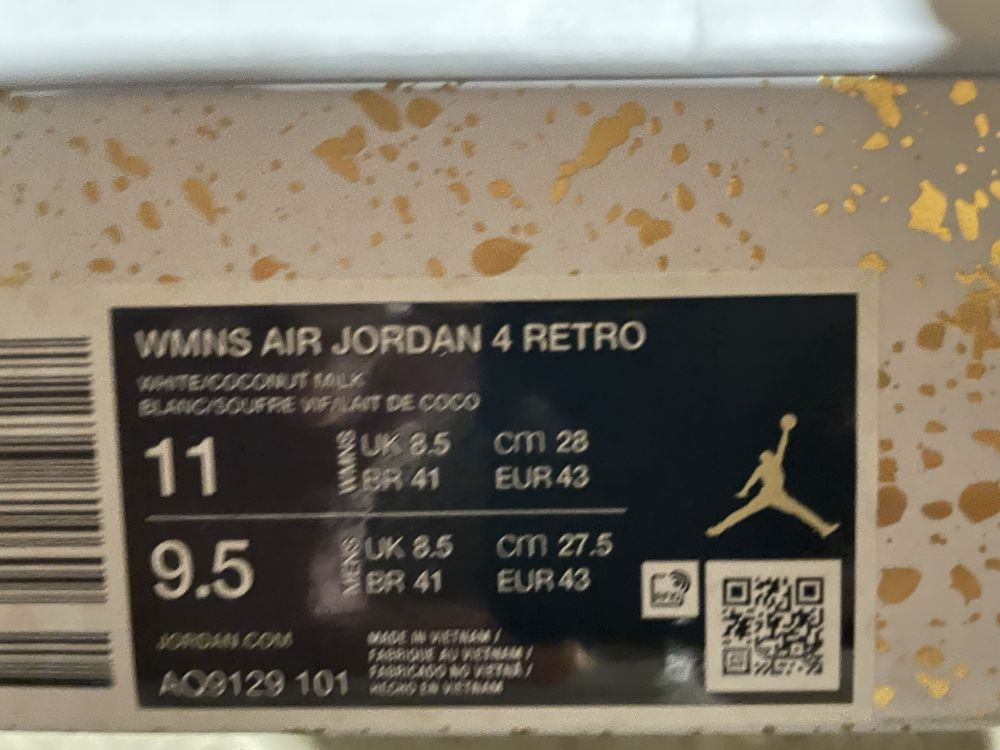 WMNS AIR JORDAN 4 RETRO
WHITE/COCONUT MILK
BLANC/SOUFRE VIF/LAIT DE COCO
11 WMNS UK 8.5 cm 28
BR 41 EUR 43
9.5 MENS UK 8.5 cm 27.5
BR 41 EUR 43
JORDAN.COM
AQ9129 101
MADE IN VIETNAM /
FABRIQUÉ AU VIETNAM /
FABRICADO NO VIETNÃ /
HECHO EN VIETNAM